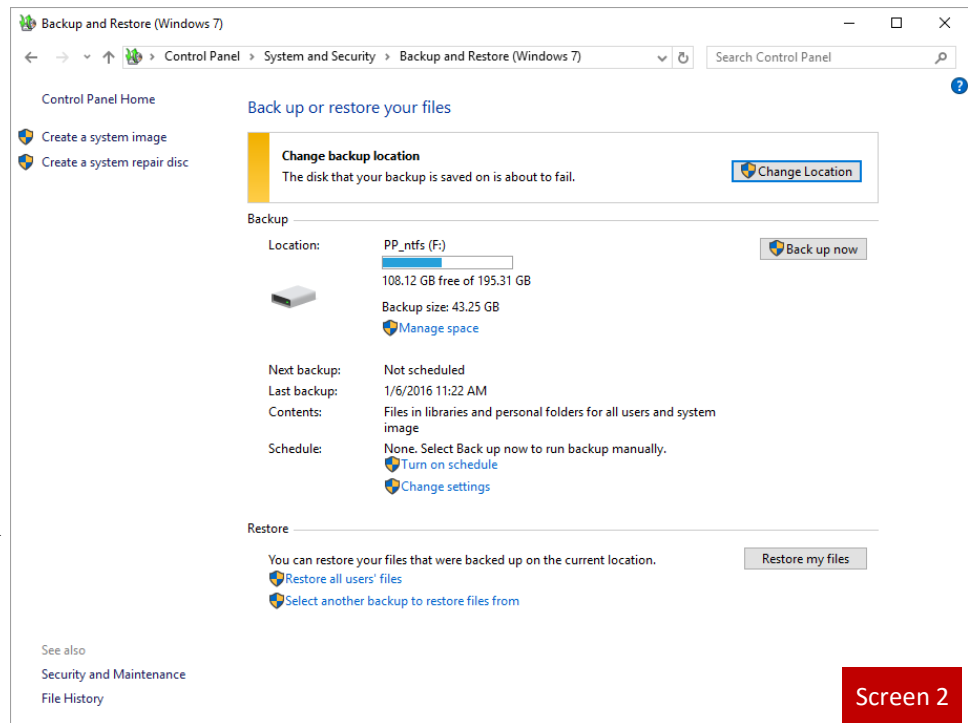 Backup and Restore (Windows 7)
Control Panel > System and Security > Backup and Restore (Windows 7)
Search Control Panel
?
Control Panel Home
Create a system image
Create a system repair disc
Back up or restore your files
Change backup location
The disk that your backup is saved on is about to fail.
Change Location
Backup
Location:
PP_ntfs (F:)
Back up now
108.12 GB free of 195.31 GB
Backup size: 43.25 GB
Manage space
Next backup:
Not scheduled
Last backup:
1/6/2016 11:22 AM
Contents:
Files in libraries and personal folders for all users and system
image
Schedule:
None. Select Back up now to run backup manually.
Turn on schedule
Change settings
Restore
You can restore your files that were backed up on the current location.
Restore my files
Restore all users' files
Select another backup to restore files from
See also
Security and Maintenance
File History
Screen 2